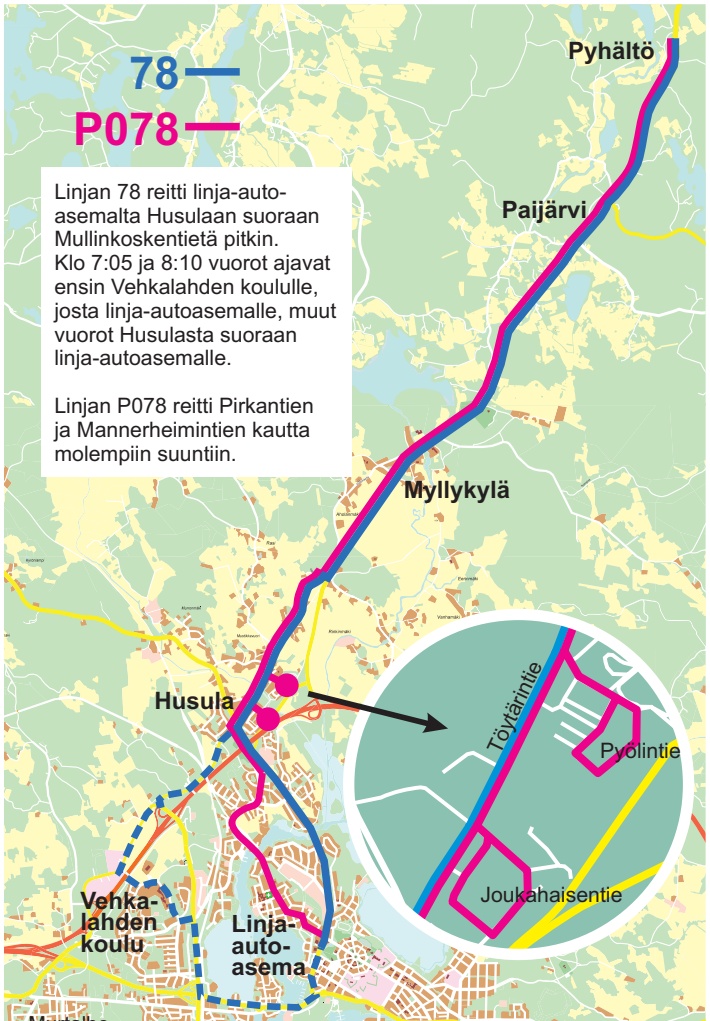 Pyhältö
78
P078
Linjan 78 reitti linja-auto-
asemalta Husulaan suoraan
Mullinkoskentietä pitkin.
Klo 7:05 ja 8:10 vuorot ajavat
ensin Vehkalahden koululle,
josta linja-autoasemalle, muut
vuorot Husulasta suoraan
linja-autoasemalle.
Linjan P078 reitti Pirkantien
ja Mannerheimintien kautta
molempiin suuntiin.
Paijärvi
Myllykylä
Husula
Töytärintie
Pyölintie
Joukahaisentie
Vehka-
lahden
koulu
Linja-
auto-
asema